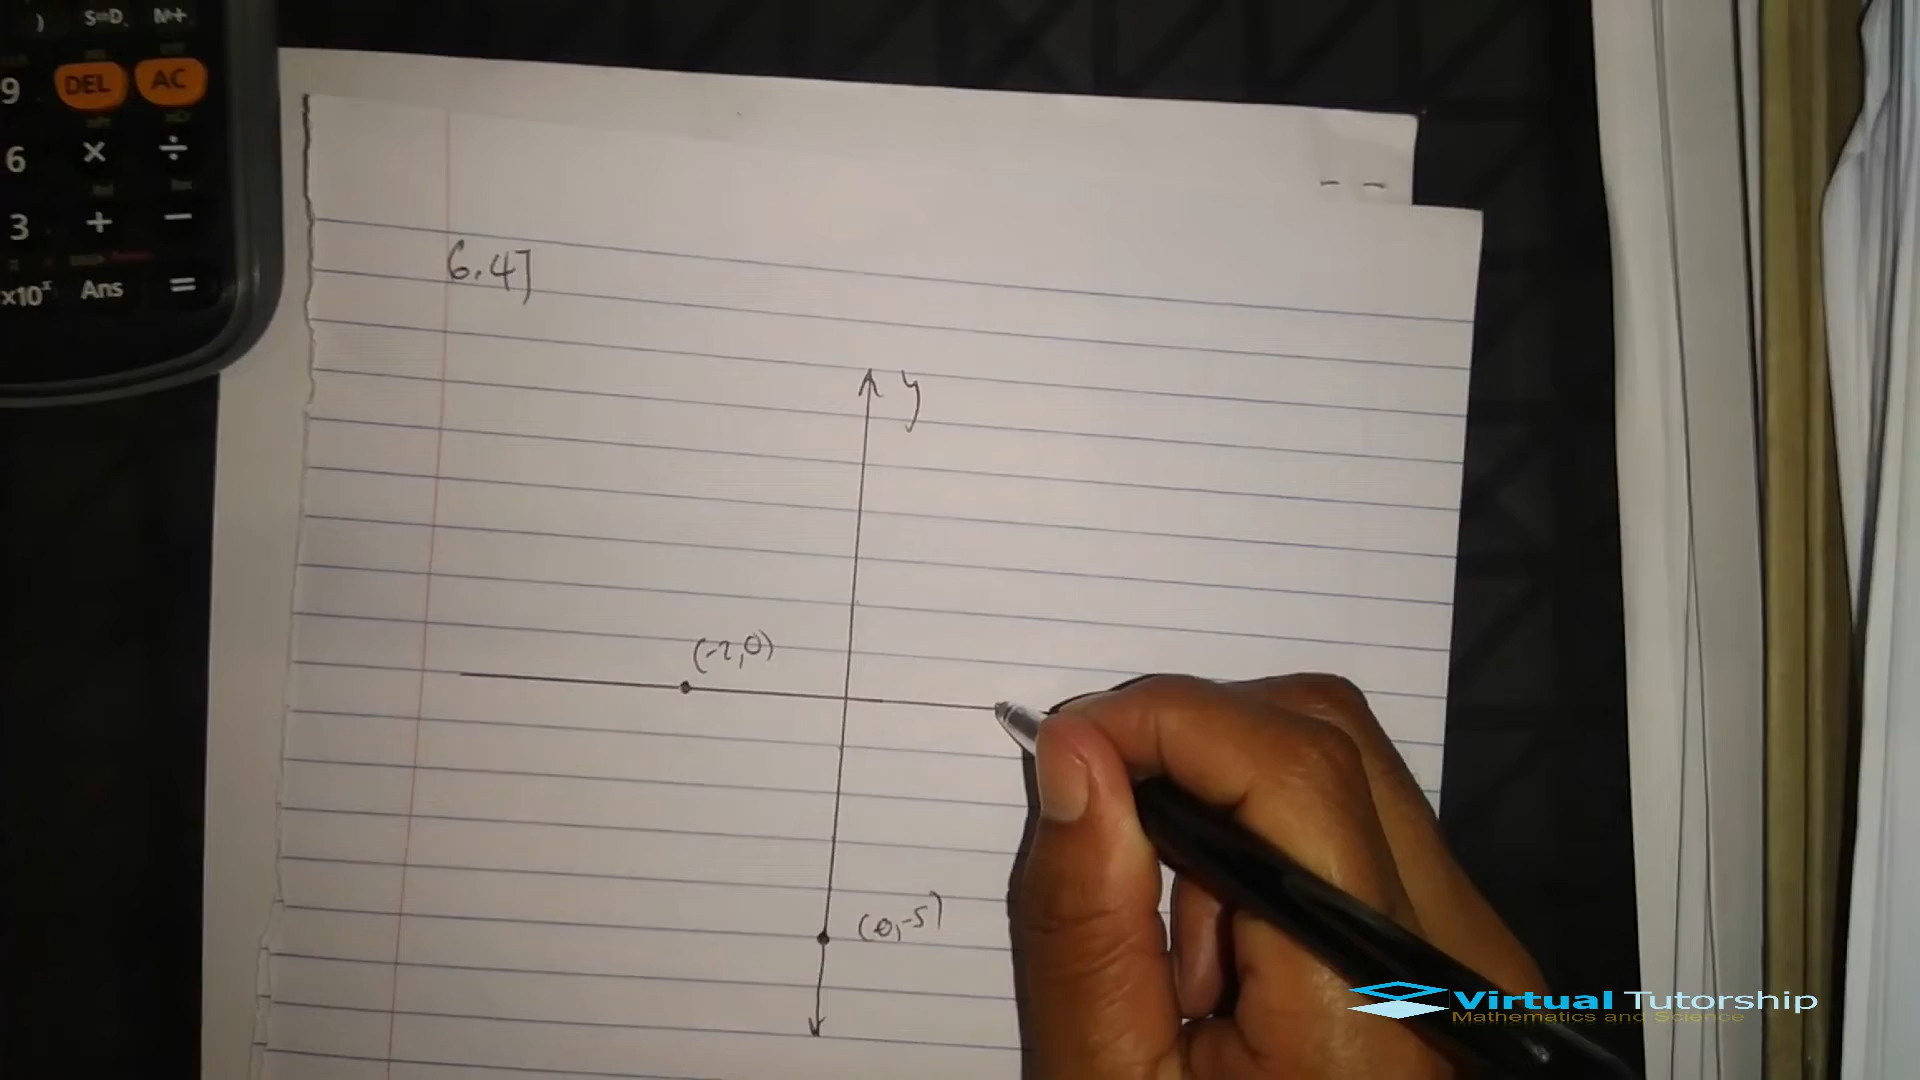 ) S⇔D M+
9 DEL AC
6 × ÷
3 + −
×10ˣ Ans =
6.4]
y
(-2,0)
(0,-5)
Virtual Tutorship
Mathematics and Science